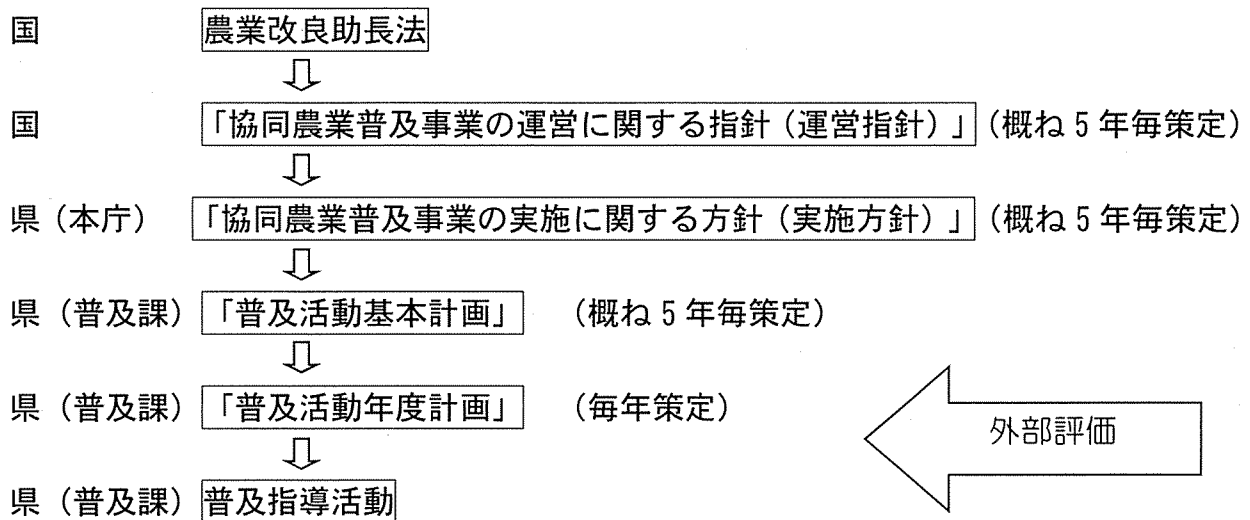 国 農業改良助長法
国 「協同農業普及事業の運営に関する指針（運営指針）」（概ね5年毎策定）
県（本庁） 「協同農業普及事業の実施に関する方針（実施方針）」（概ね5年毎策定）
県（普及課） 「普及活動基本計画」 （概ね5年毎策定）
県（普及課） 「普及活動年度計画」 （毎年策定）
外部評価
県（普及課） 普及指導活動